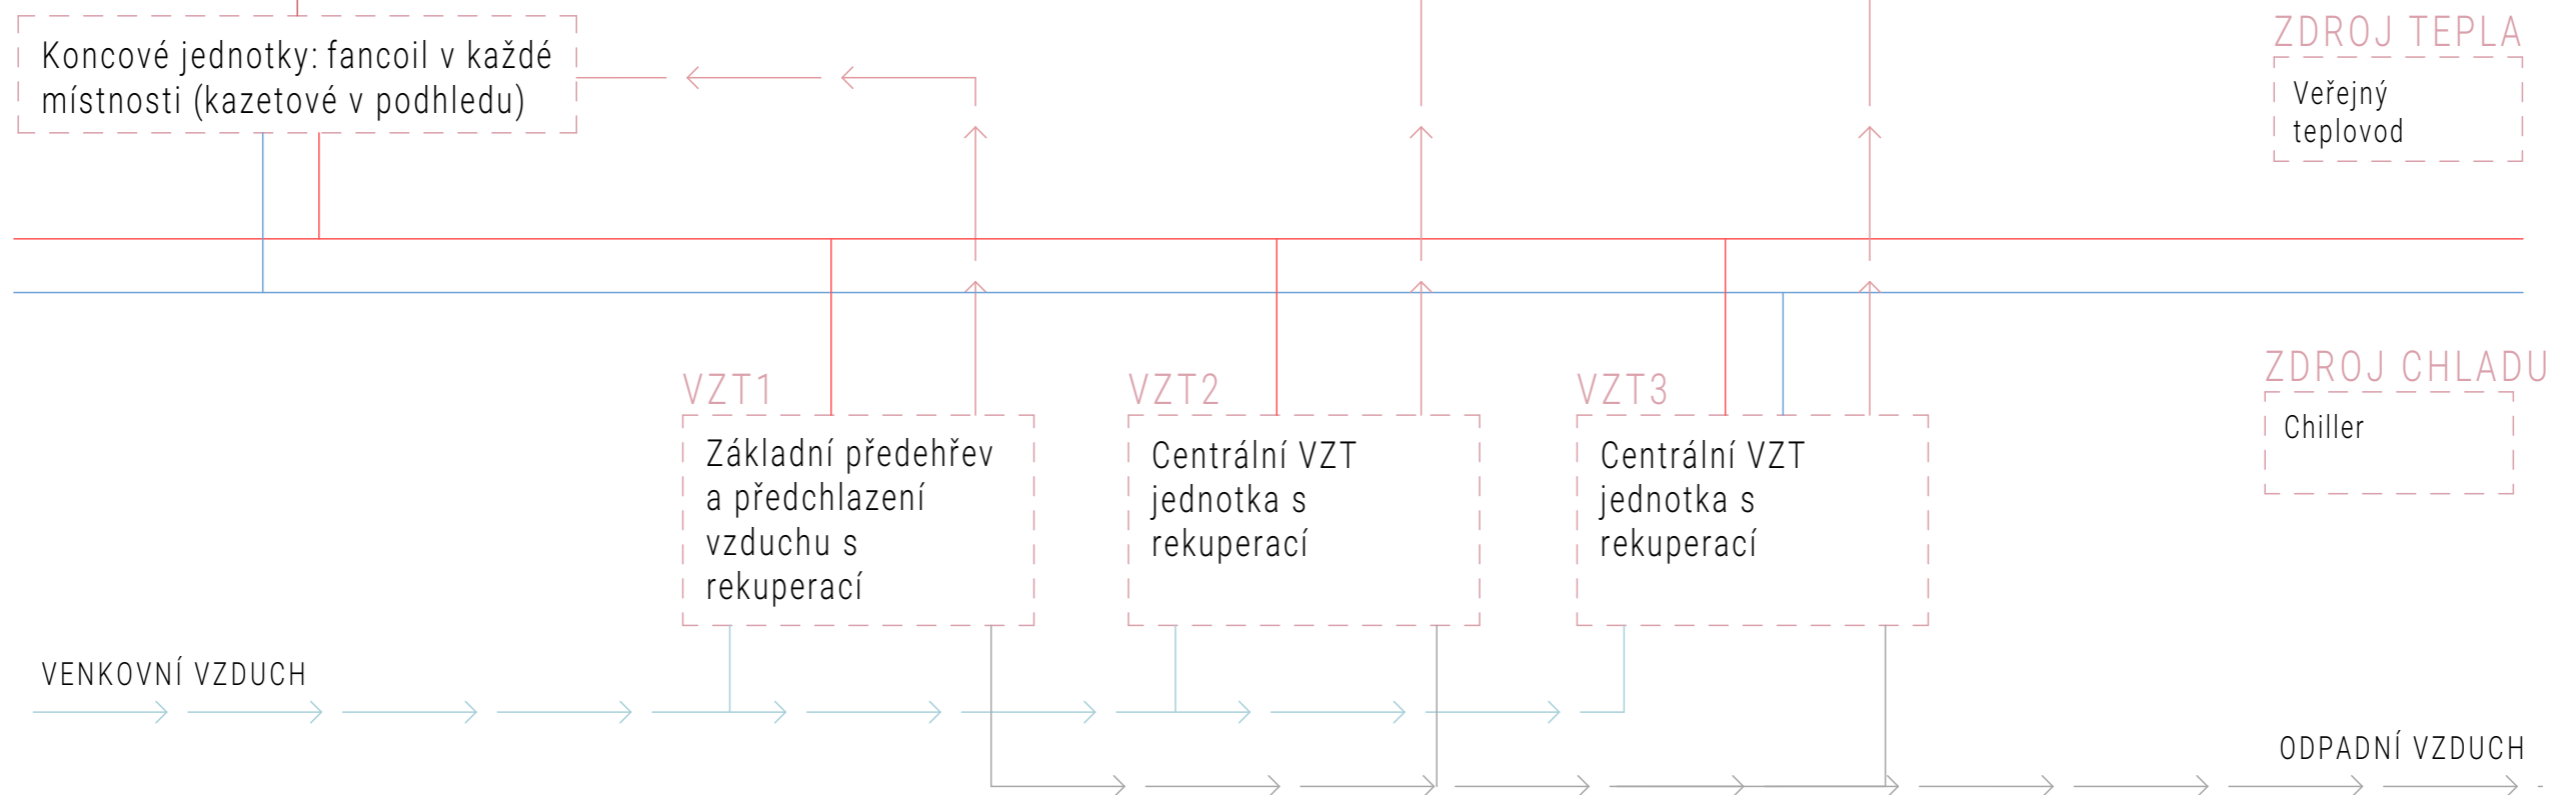 Koncové jednotky: fancoil v každé
místnosti (kazetové v podhledu)
ZDROJ TEPLA
Veřejný
teplovod
ZDROJ CHLADU
Chiller
VZT1
Základní předehřev
a předchlazení
vzduchu s
rekuperací
VZT2
Centrální VZT
jednotka s
rekuperací
VZT3
Centrální VZT
jednotka s
rekuperací
VENKOVNÍ VZDUCH
ODPADNÍ VZDUCH